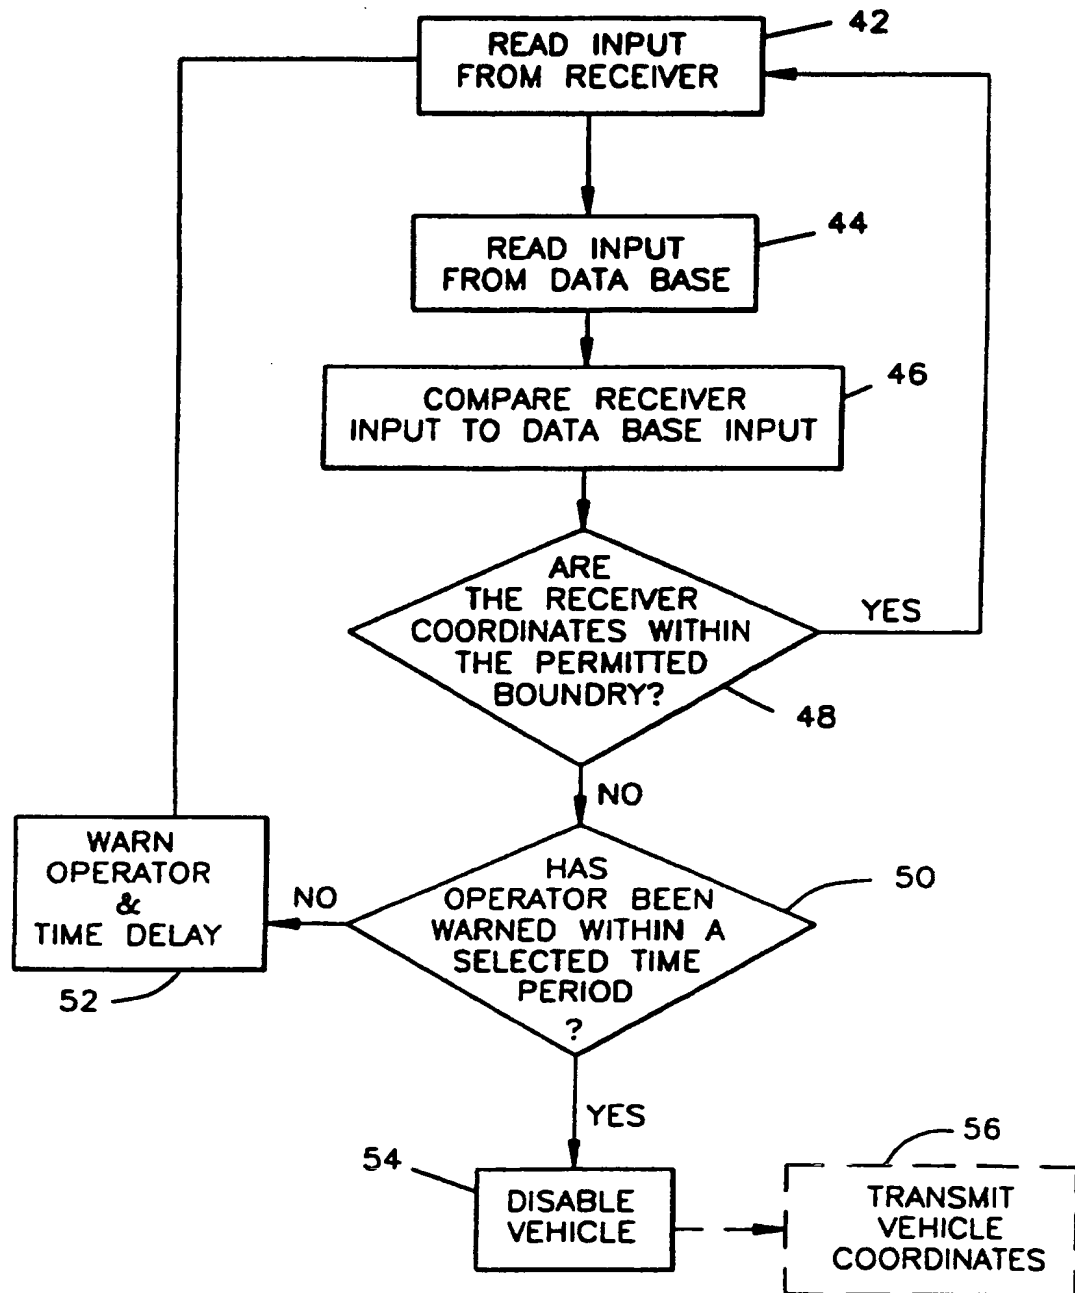 READ INPUT
FROM RECEIVER
42
READ INPUT
FROM DATA BASE
44
COMPARE RECEIVER
INPUT TO DATA BASE INPUT
46
ARE
THE RECEIVER
COORDINATES WITHIN
THE PERMITTED
BOUNDRY?
YES
48
NO
HAS
OPERATOR BEEN
WARNED WITHIN A
SELECTED TIME
PERIOD
?
50
NO
WARN
OPERATOR
&
TIME DELAY
52
YES
54
DISABLE
VEHICLE
56
TRANSMIT
VEHICLE
COORDINATES